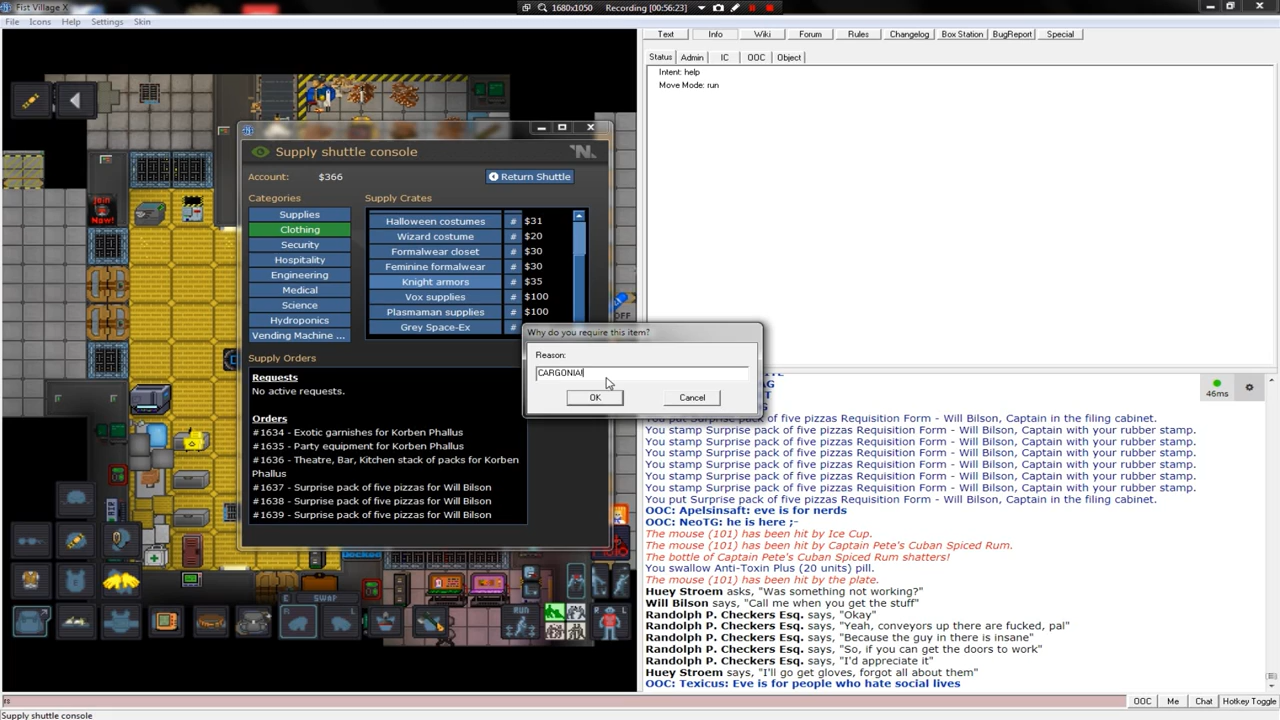 Fist Village X
1680x1050
Recording [00:56:23]
File Icons Help Settings Skin
Text Info Wiki Forum Rules Changelog Box Station BugReport Special
Status Admin IC OOC Object
Intent: help
Move Mode: run
Join Now!
Supply shuttle console
Account: $366
Return Shuttle
Categories
Supplies
Clothing
Security
Hospitality
Engineering
Medical
Science
Hydroponics
Vending Machine ...
Supply Crates
Halloween costumes # $31
Wizard costume # $20
Formalwear closet # $30
Feminine formalwear # $30
Knight armors # $35
Vox supplies # $100
Plasmaman supplies # $100
Grey Space-Ex #
OFF
Why do you require this item?
Reason:
CARGONIA!
OK Cancel
Supply Orders
Requests
No active requests.
Orders
#1634 - Exotic garnishes for Korben Phallus
#1635 - Party equipment for Korben Phallus
#1636 - Theatre, Bar, Kitchen stack of packs for Korben
Phallus
#1637 - Surprise pack of five pizzas for Will Bilson
#1638 - Surprise pack of five pizzas for Will Bilson
#1639 - Surprise pack of five pizzas for Will Bilson
SWAP
RUN
46ms
You put Surprise pack of five pizzas Requisition Form - Will Bilson, Captain in the filing cabinet.
You stamp Surprise pack of five pizzas Requisition Form - Will Bilson, Captain with your rubber stamp.
You stamp Surprise pack of five pizzas Requisition Form - Will Bilson, Captain with your rubber stamp.
You stamp Surprise pack of five pizzas Requisition Form - Will Bilson, Captain with your rubber stamp.
You stamp Surprise pack of five pizzas Requisition Form - Will Bilson, Captain with your rubber stamp.
You stamp Surprise pack of five pizzas Requisition Form - Will Bilson, Captain with your rubber stamp.
You stamp Surprise pack of five pizzas Requisition Form - Will Bilson, Captain with your rubber stamp.
You put Surprise pack of five pizzas Requisition Form - Will Bilson, Captain in the filing cabinet.
OOC: Apelsinsaft: eve is for nerds
OOC: NeoTG: he is here ;-
The mouse (101) has been hit by Ice Cup.
The mouse (101) has been hit by Captain Pete's Cuban Spiced Rum.
The bottle of Captain Pete's Cuban Spiced Rum shatters!
You swallow Anti-Toxin Plus (20 units) pill.
The mouse (101) has been hit by the plate.
Huey Stroem asks, "Was something not working?"
Will Bilson says, "Call me when you get the stuff"
Randolph P. Checkers Esq. says, "Okay"
Randolph P. Checkers Esq. says, "Yeah, conveyors up there are fucked, pal"
Randolph P. Checkers Esq. says, "Because the guy in there is insane"
Randolph P. Checkers Esq. says, "So, if you can get the doors to work"
Randolph P. Checkers Esq. says, "I'd appreciate it"
Huey Stroem says, "I'll go get gloves, forgot all about them"
OOC: Texicus: Eve is for people who hate social lives
OOC Me Chat Hotkey Toggle
Supply shuttle console